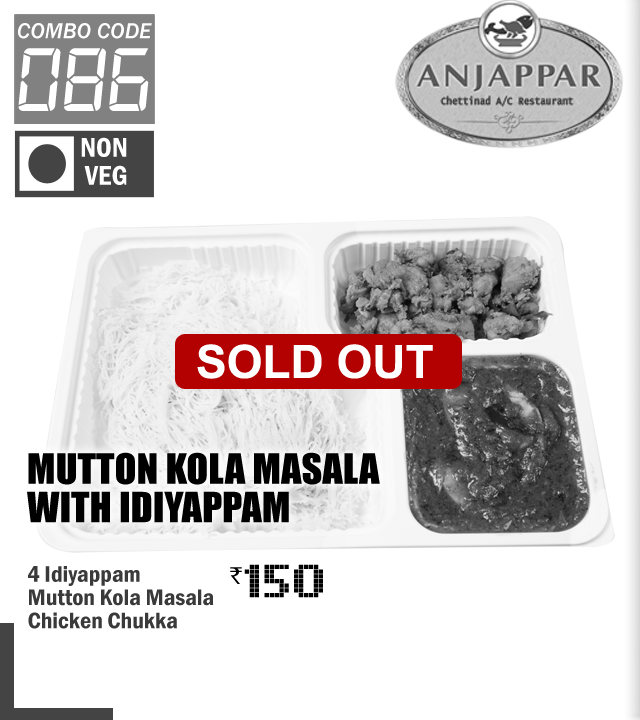 COMBO CODE
086
NON
VEG
ANJAPPAR
Chettinad A/C Restaurant
SOLD OUT
MUTTON KOLA MASALA
WITH IDIYAPPAM
4 Idiyappam
Mutton Kola Masala
Chicken Chukka
₹150